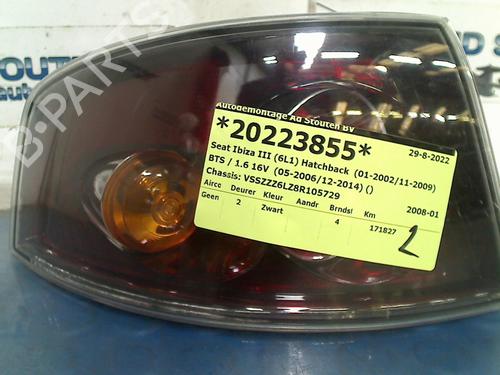 Autodemontage Ad Stouten BV
*20223855* 29-8-2022
Seat Ibiza III (6L1) Hatchback (01-2002/11-2009)
BTS / 1.6 16V (05-2006/12-2014) ()
Chassis: VSSZZZ6LZ8R105729 2008-01
Airco Deuren Kleur Aandr Brndst Km
Geen 2 Zwart 4 171827
1
B-PARTS